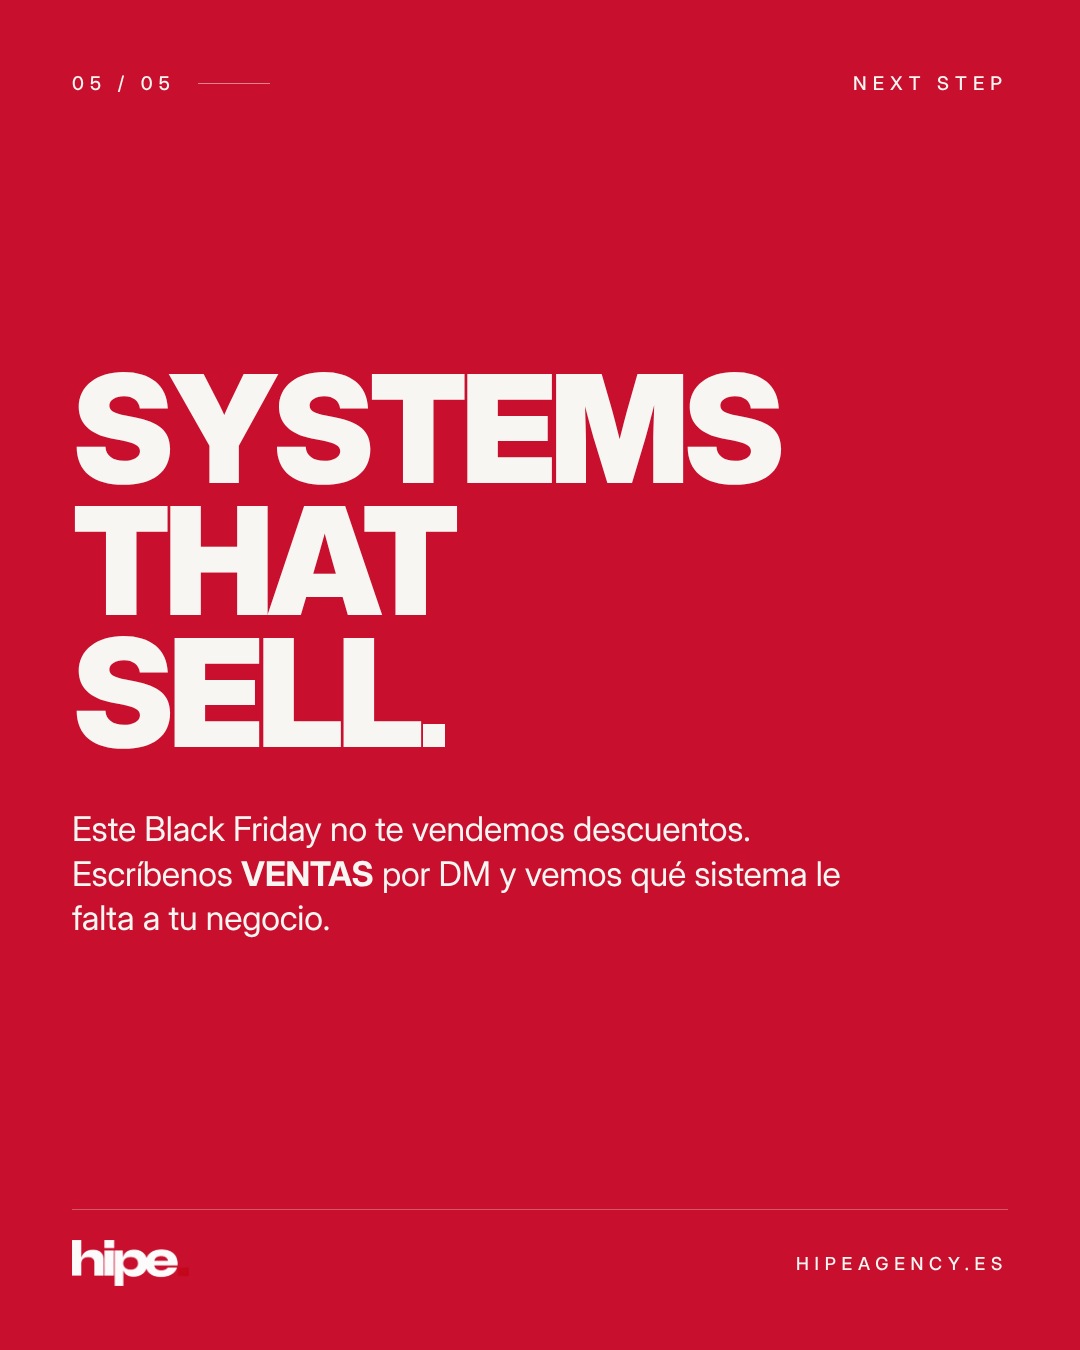 05 / 05
NEXT STEP
SYSTEMS
THAT
SELL.
Este Black Friday no te vendemos descuentos.
Escríbenos VENTAS por DM y vemos qué sistema le
falta a tu negocio.
hipe.
HIPEAGENCY.ES